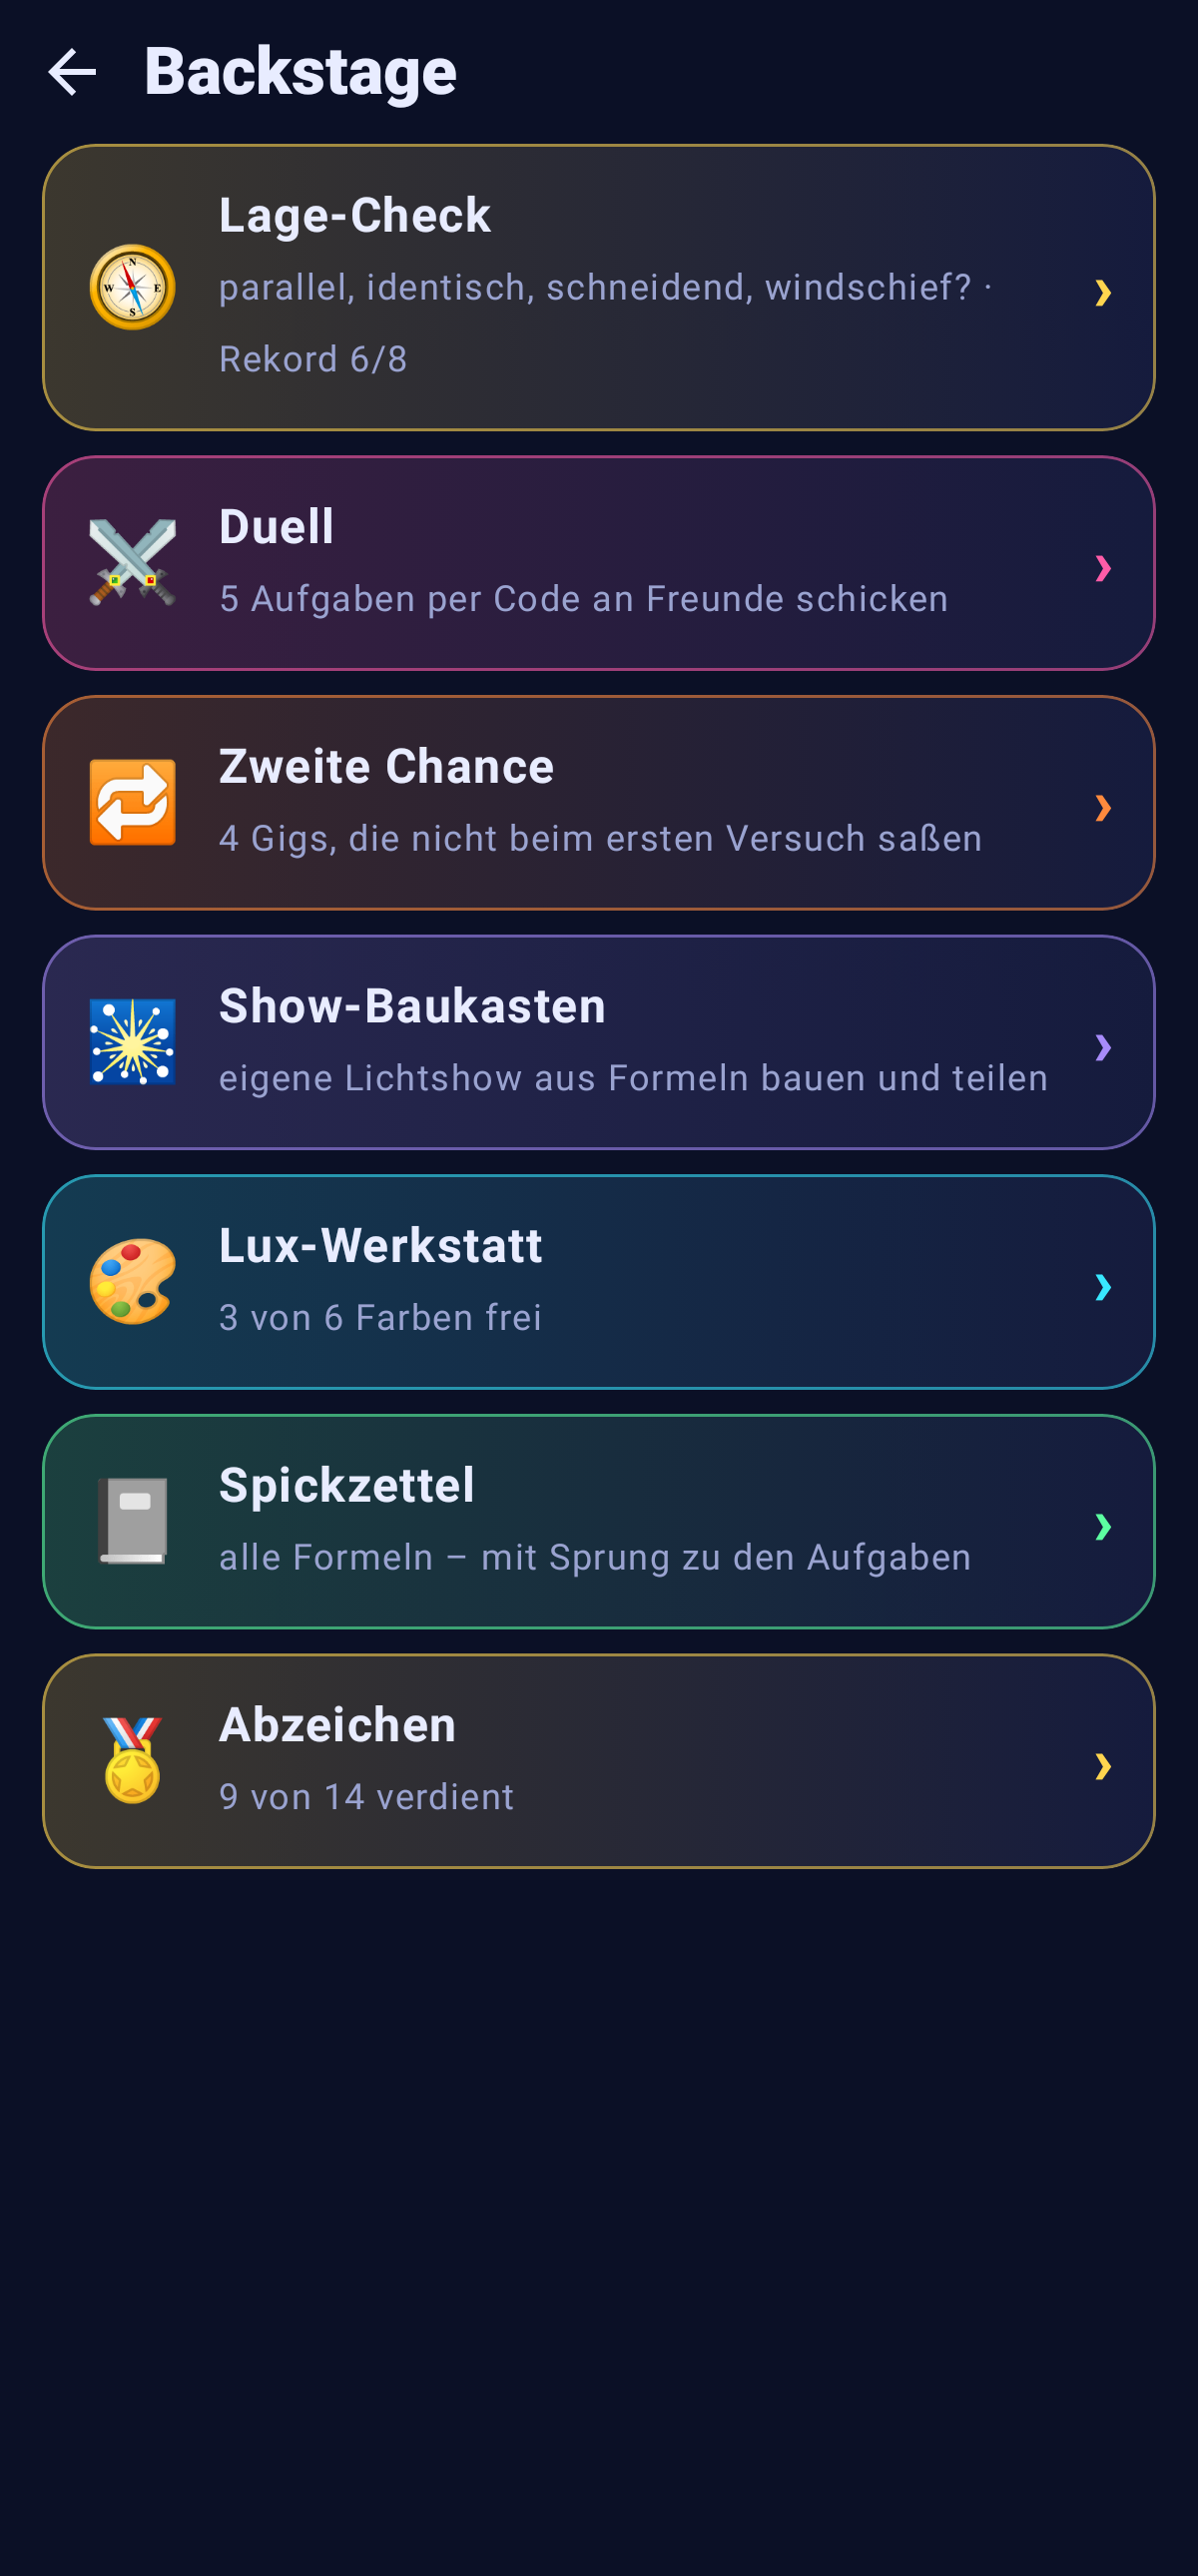 Backstage
Lage-Check
parallel, identisch, schneidend, windschief? ·
Rekord 6/8
Duell
5 Aufgaben per Code an Freunde schicken
Zweite Chance
4 Gigs, die nicht beim ersten Versuch saßen
Show-Baukasten
eigene Lichtshow aus Formeln bauen und teilen
Lux-Werkstatt
3 von 6 Farben frei
Spickzettel
alle Formeln – mit Sprung zu den Aufgaben
Abzeichen
9 von 14 verdient